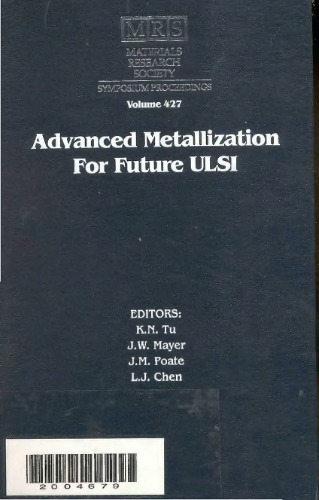 MRS
MATERIALS
RESEARCH
SOCIETY
SYMPOSIUM PROCEEDINGS
Volume 427
Advanced Metallization
For Future ULSI
EDITORS:
K.N. Tu
J.W. Mayer
J.M. Poate
L.J. Chen
2004679